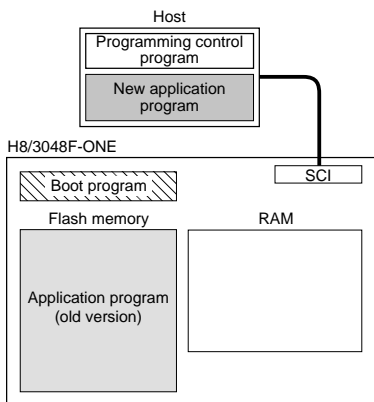 Host
Programming control
program
New application
program
H8/3048F-ONE
SCI
Boot program
Flash memory
RAM
Application program
(old version)